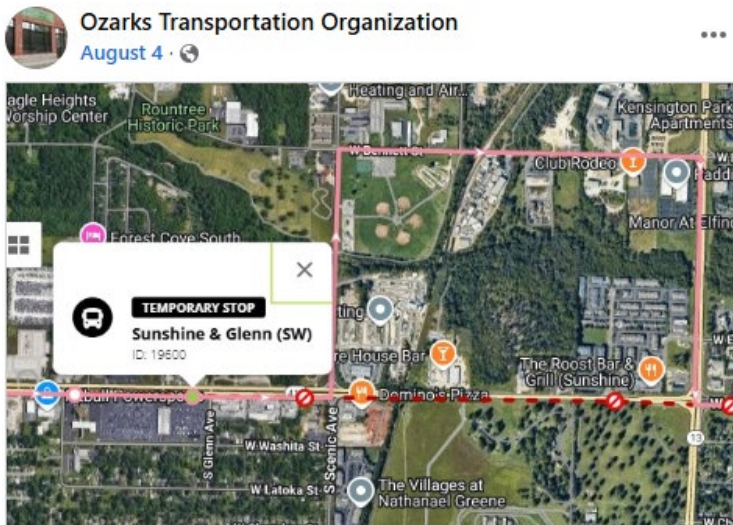 Ozarks Transportation Organization
August 4 ·
Heating and Air...
agle Heights
Worship Center
Rountree
Historic Park
Kensington Park
Apartments
W Bennett St
Club Rodeo
Manor At Elfin
Forest Cove South
TEMPORARY STOP
Sunshine & Glenn (SW)
ID: 19600
ting
re House Bar
The Roost Bar &
Grill (Sunshine)
Domino's Pizza
S Glenn Ave
S Scenic Ave
W Washita St
13
W Latoka St
The Villages at
Nathanael Greene